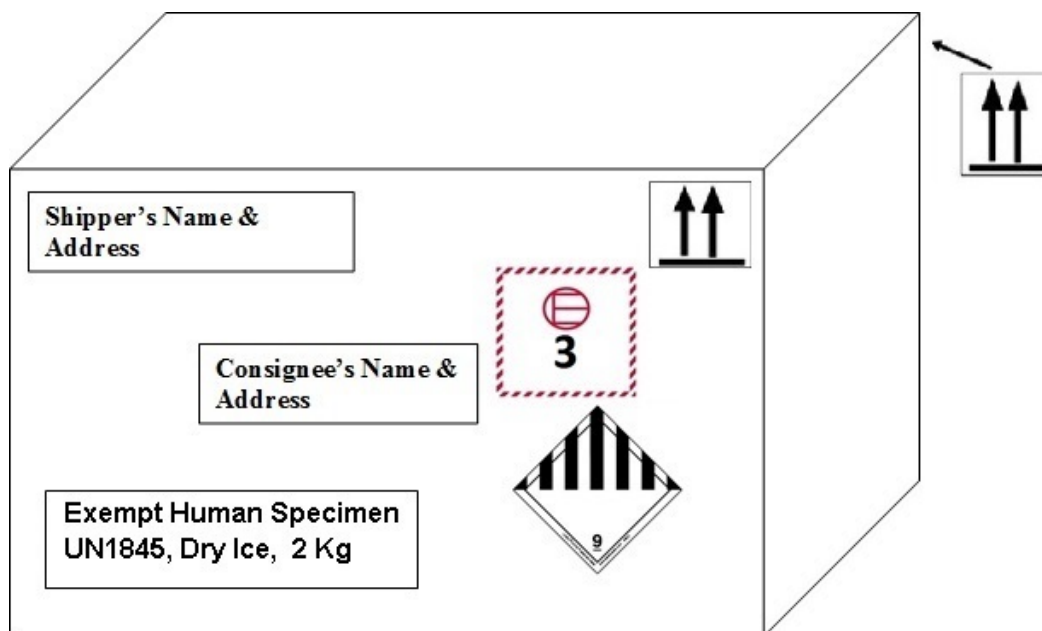 Shipper's Name &
Address
3
Consignee's Name &
Address
Exempt Human Specimen
UN1845, Dry Ice, 2 Kg
9